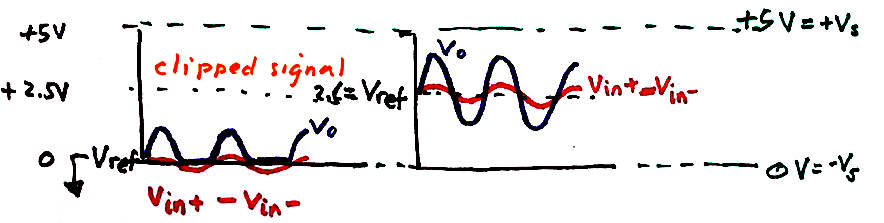 +5V
+5V = +Vs
Vo
clipped signal
+2.5V
2.5 = Vref
Vin+ - Vin-
Vo
0
Vref
0V = -Vs
Vin+ - Vin-